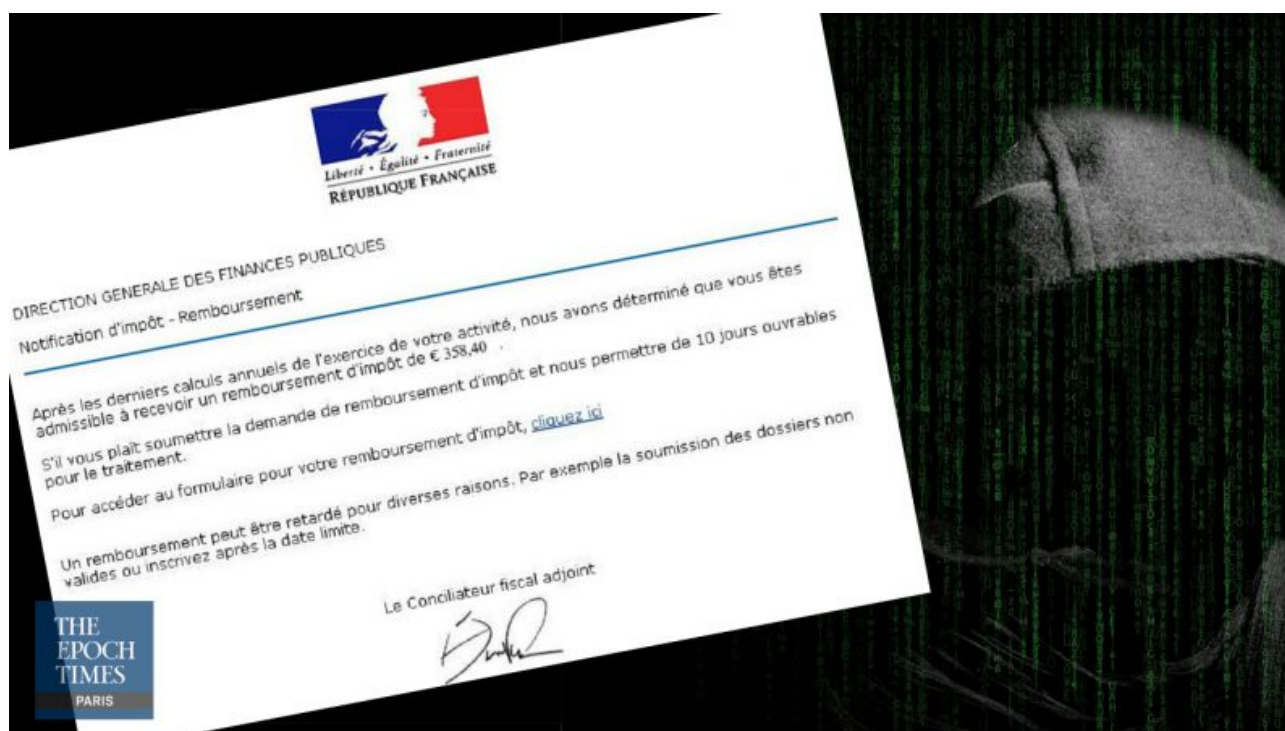 Liberté • Égalité • Fraternité
RÉPUBLIQUE FRANÇAISE
DIRECTION GENERALE DES FINANCES PUBLIQUES
Notification d'impôt - Remboursement
Après les derniers calculs annuels de l'exercice de votre activité, nous avons déterminé que vous êtes
admissible à recevoir un remboursement d'impôt de € 358,40 .
S'il vous plaît soumettre la demande de remboursement d'impôt et nous permettre de 10 jours ouvrables
pour le traitement.
Pour accéder au formulaire pour votre remboursement d'impôt, cliquez ici
Un remboursement peut être retardé pour diverses raisons. Par exemple la soumission des dossiers non
valides ou inscrivez après la date limite.
Le Conciliateur fiscal adjoint
THE
EPOCH
TIMES
PARIS